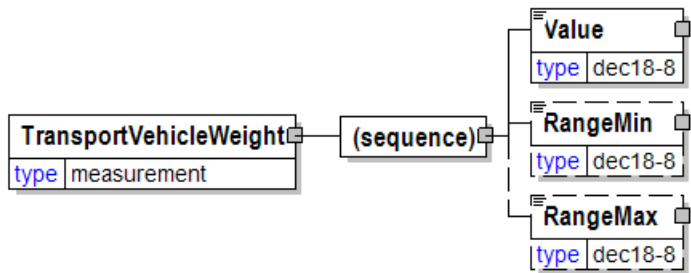 TransportVehicleWeight
type measurement
(sequence)
Value
type dec18-8
RangeMin
type dec18-8
RangeMax
type dec18-8